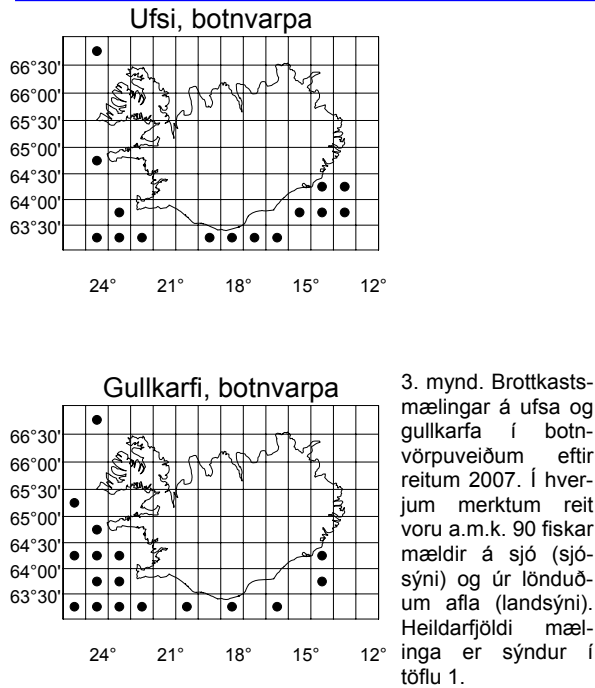 Ufsi, botnvarpa
66°30'
66°00'
65°30'
65°00'
64°30'
64°00'
63°30'
24° 21° 18° 15° 12°
Gullkarfi, botnvarpa
66°30'
66°00'
65°30'
65°00'
64°30'
64°00'
63°30'
24° 21° 18° 15° 12°
3. mynd. Brottkasts-
mælingar á ufsa og
gullkarfa í botn-
vörpuveiðum eftir
reitum 2007. Í hver-
jum merktum reit
voru a.m.k. 90 fiskar
mældir á sjó (sjó-
sýni) og úr lönduð-
um afla (landsýni).
Heildarfjöldi mæl-
inga er sýndur í
töflu 1.